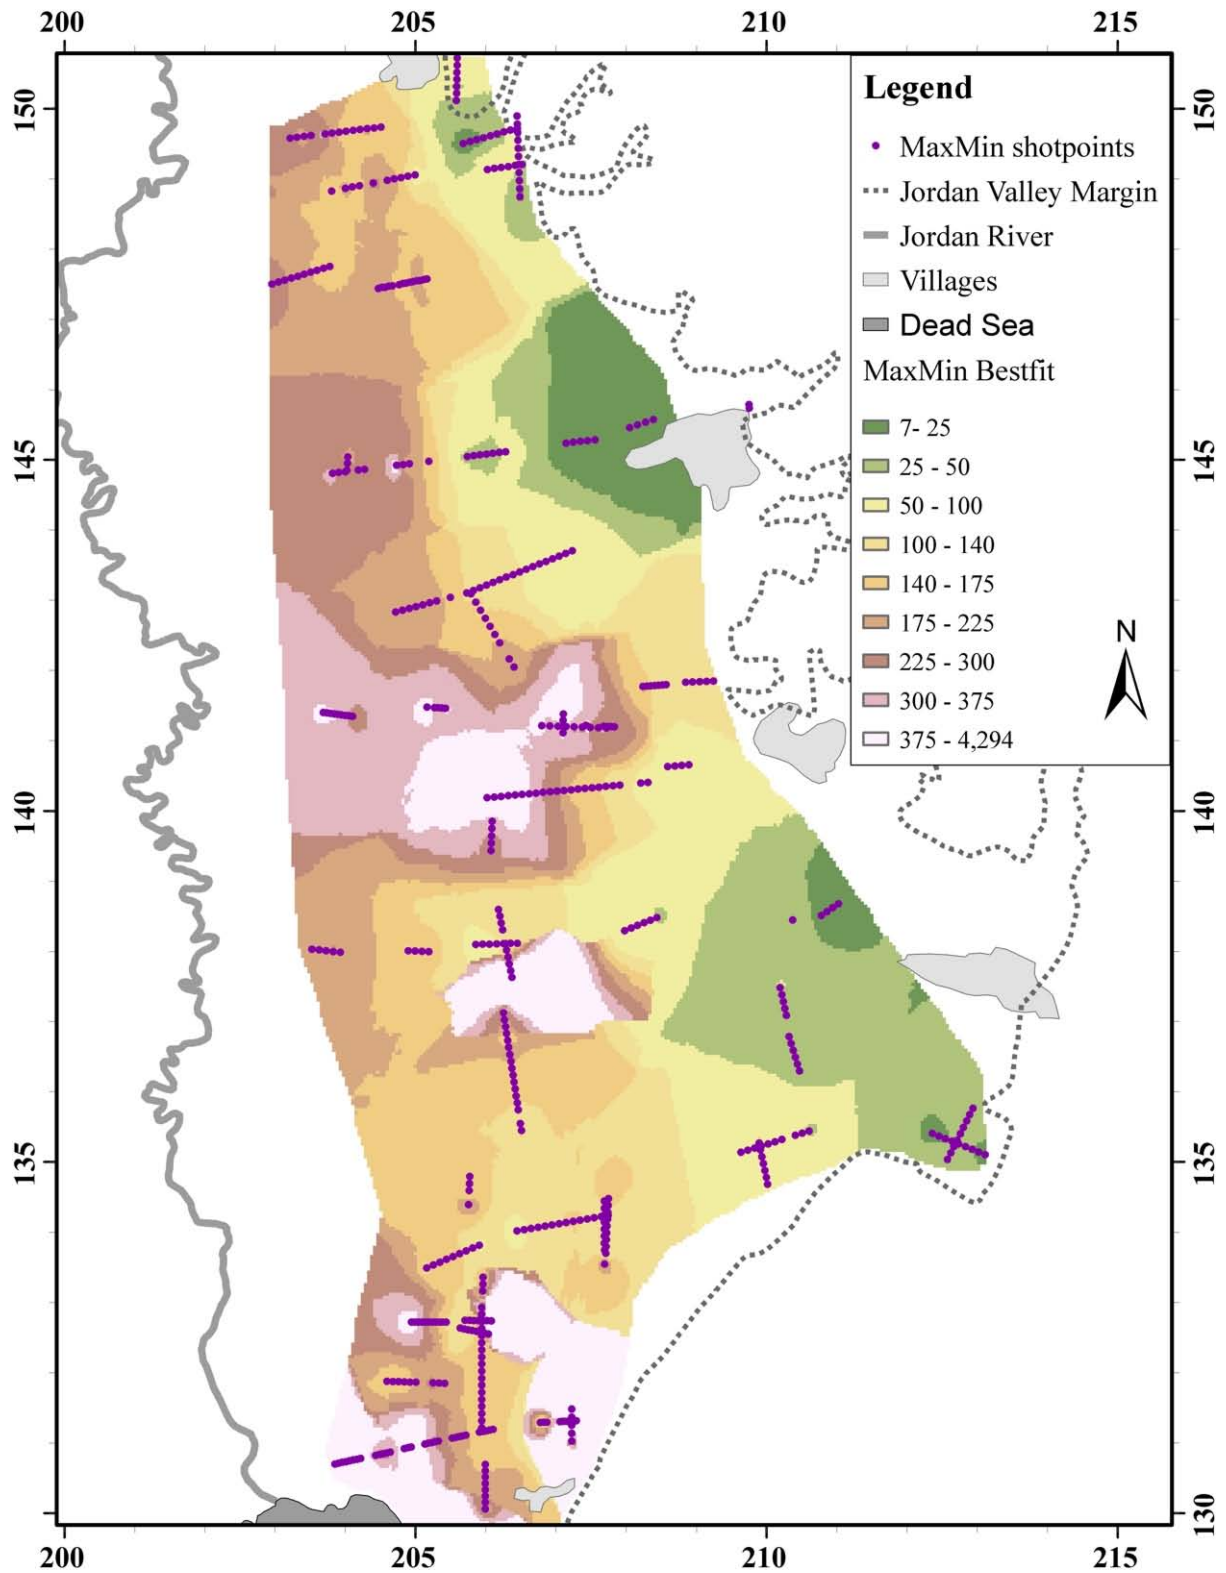 200 205 210 215
150 150
145 145
140 140
135 135
130 130
200 205 210 215
Legend
MaxMin shotpoints
Jordan Valley Margin
Jordan River
Villages
Dead Sea
MaxMin Bestfit
7- 25
25 - 50
50 - 100
100 - 140
140 - 175
175 - 225
225 - 300
300 - 375
375 - 4,294
N